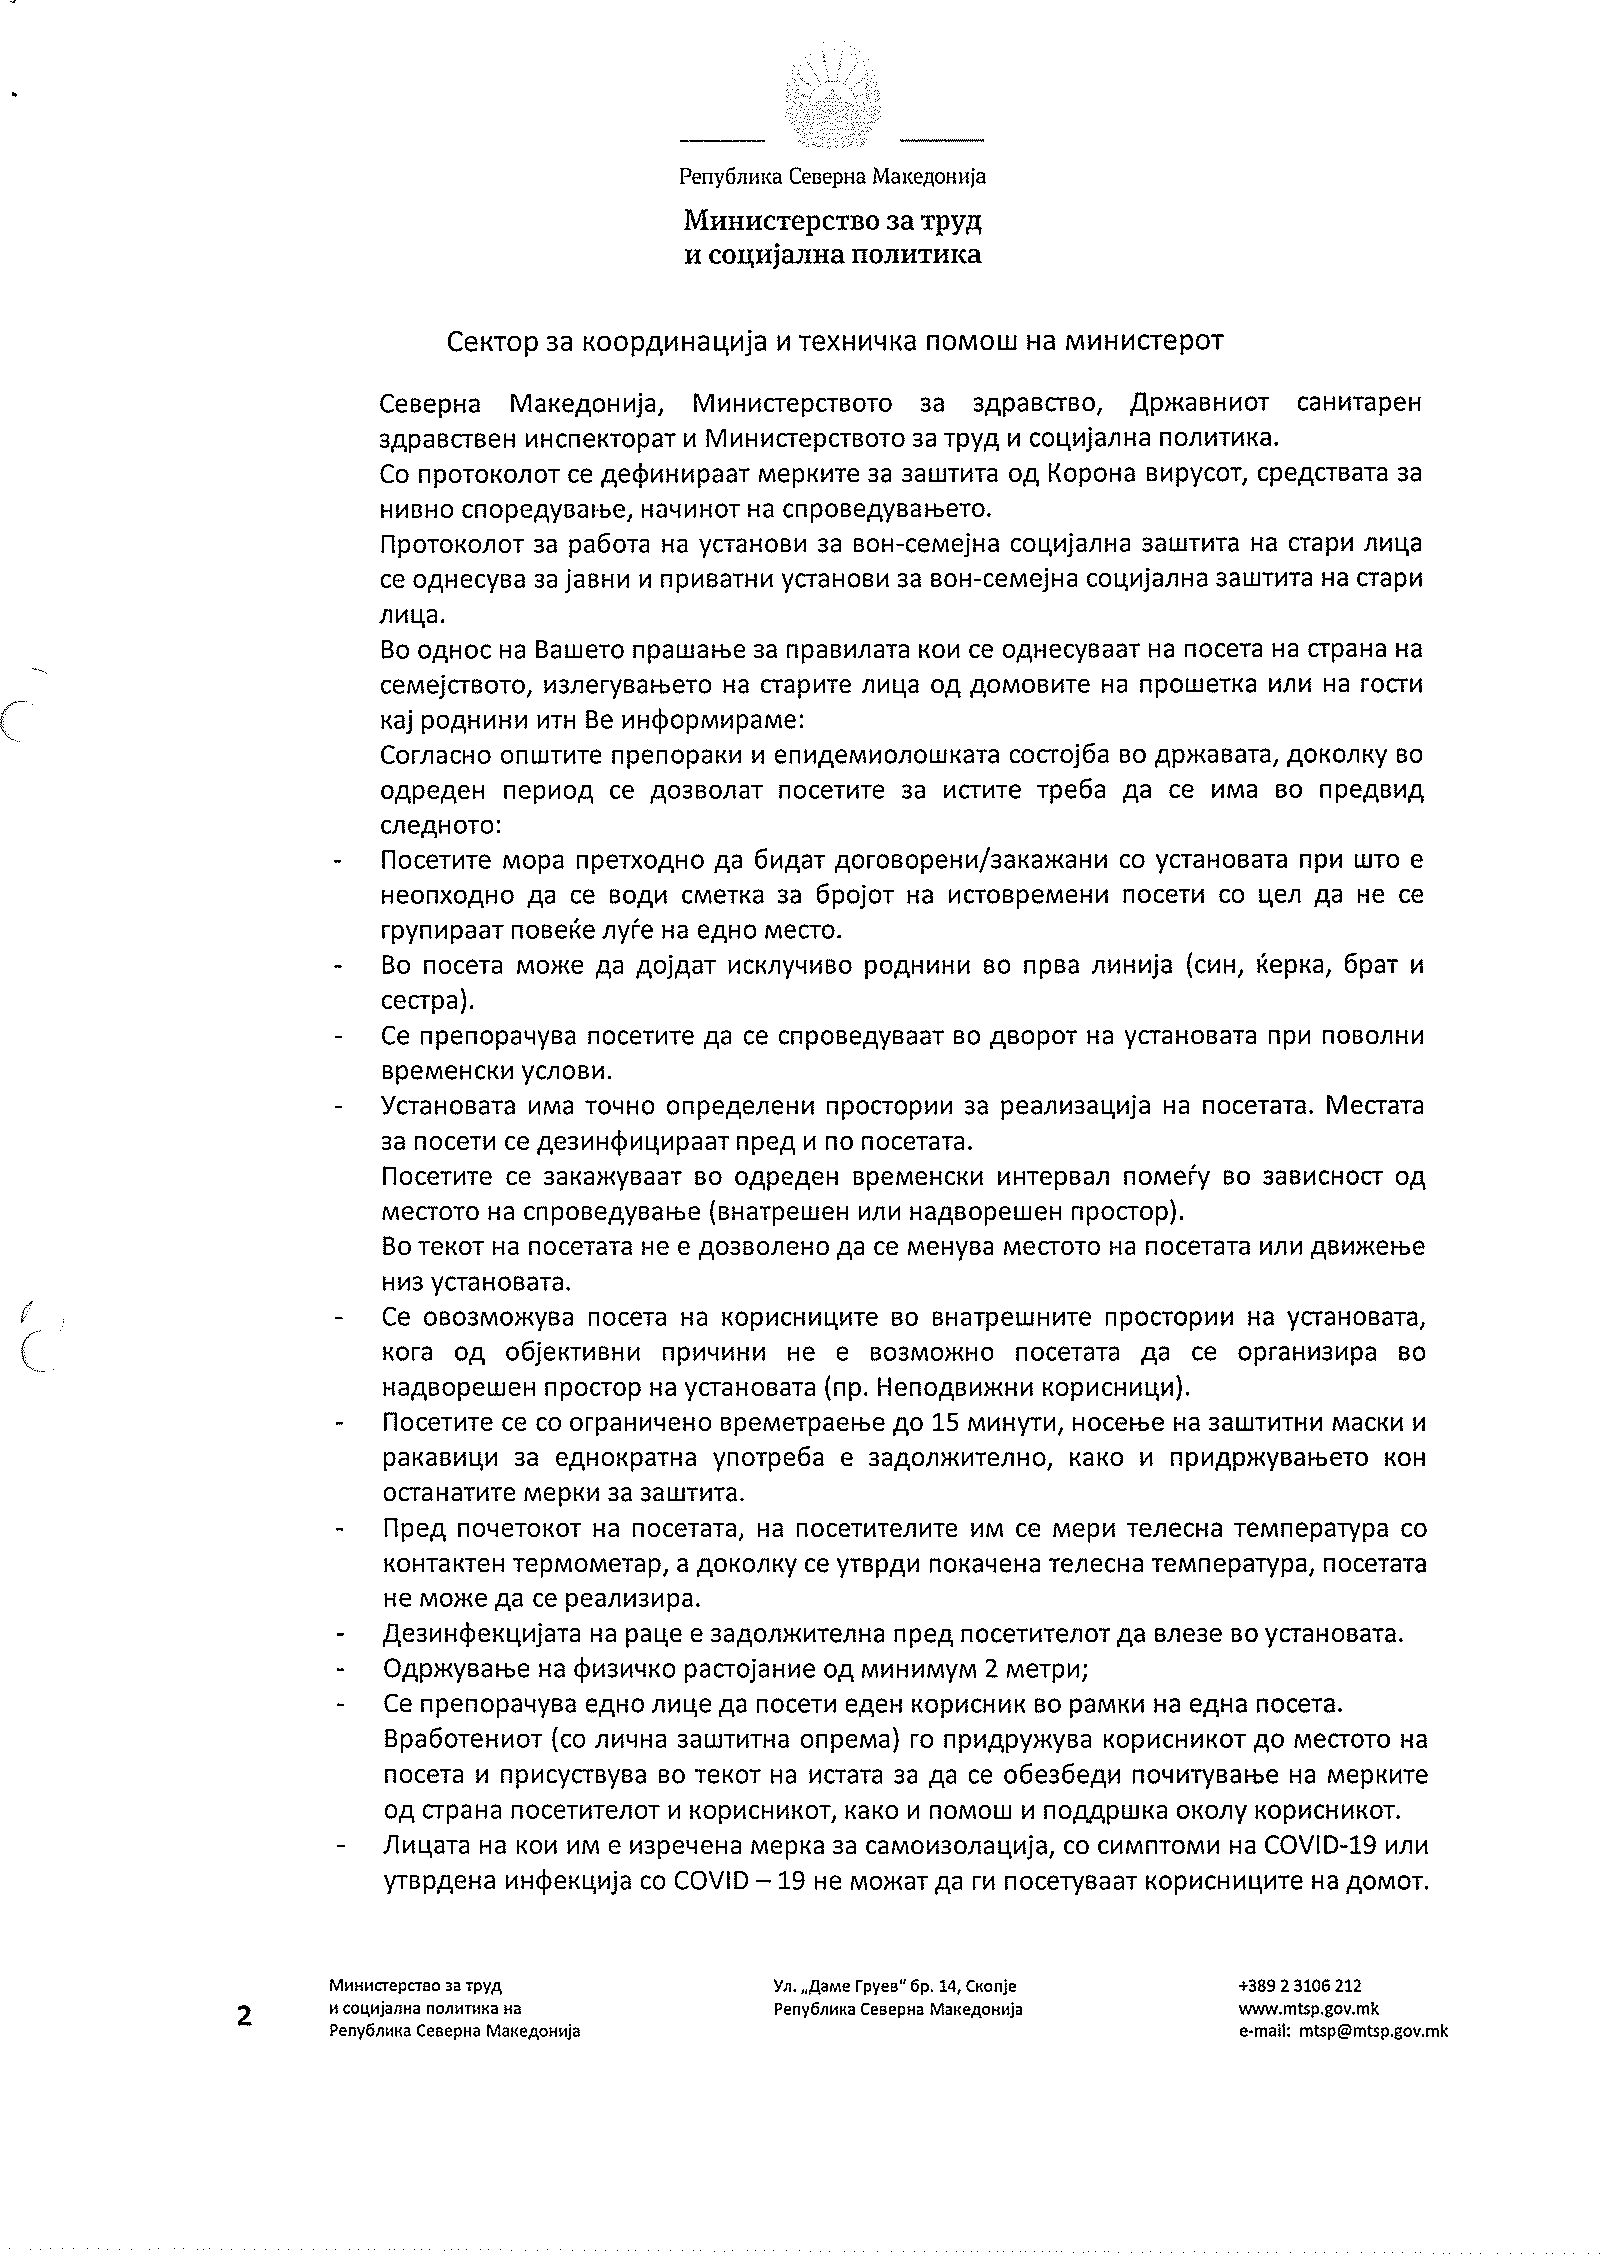 Република Северна Македонија
Министерство за труд
и социјална политика
Сектор за координација и техничка помош на министерот
Северна Македонија, Министерството за здравство, Државниот санитарен
здравствен инспекторат и Министерството за труд и социјална политика.
Со протоколот се дефинираат мерките за заштита од Корона вирусот, средствата за
нивно споредување, начинот на спроведувањето.
Протоколот за работа на установи за вон-семејна социјална заштита на стари лица
се однесува за јавни и приватни установи за вон-семејна социјална заштита на стари
лица.
Во однос на Вашето прашање за правилата кои се однесуваат на посета на страна на
семејството, излегувањето на старите лица од домовите на прошетка или на гости
кај роднини итн Ве информираме:
Согласно општите препораки и епидемиолошката состојба во државата, доколку во
одреден период се дозволат посетите за истите треба да се има во предвид
следното:
- Посетите мора претходно да бидат договорени/закажани со установата при што е
неопходно да се води сметка за бројот на истовремени посети со цел да не се
групираат повеќе луѓе на едно место.
- Во посета може да дојдат исклучиво роднини во прва линија (син, ќерка, брат и
сестра).
- Се препорачува посетите да се спроведуваат во дворот на установата при поволни
временски услови.
- Установата има точно определени простории за реализација на посетата. Местата
за посети се дезинфицираат пред и по посетата.
Посетите се закажуваат во одреден временски интервал помеѓу во зависност од
местото на спроведување (внатрешен или надворешен простор).
Во текот на посетата не е дозволено да се менува местото на посетата или движење
низ установата.
- Се овозможува посета на корисниците во внатрешните простории на установата,
кога од објективни причини не е возможно посетата да се организира во
надворешен простор на установата (пр. Неподвижни корисници).
- Посетите се со ограничено времетраење до 15 минути, носење на заштитни маски и
ракавици за еднократна употреба е задолжително, како и придржувањето кон
останатите мерки за заштита.
- Пред почетокот на посетата, на посетителите им се мери телесна температура со
контактен термометар, а доколку се утврди покачена телесна температура, посетата
не може да се реализира.
- Дезинфекцијата на раце е задолжителна пред посетителот да влезе во установата.
- Одржување на физичко растојание од минимум 2 метри;
- Се препорачува едно лице да посети еден корисник во рамки на една посета.
Вработениот (со лична заштитна опрема) го придружува корисникот до местото на
посета и присуствува во текот на истата за да се обезбеди почитување на мерките
од страна посетителот и корисникот, како и помош и поддршка околу корисникот.
- Лицата на кои им е изречена мерка за самоизолација, со симптоми на COVID-19 или
утврдена инфекција со COVID – 19 не можат да ги посетуваат корисниците на домот.
2
Министерство за труд
и социјална политика на
Република Северна Македонија
Ул. „Даме Груев“ бр. 14, Скопје
Република Северна Македонија
+389 2 3106 212
www.mtsp.gov.mk
e-mail: mtsp@mtsp.gov.mk